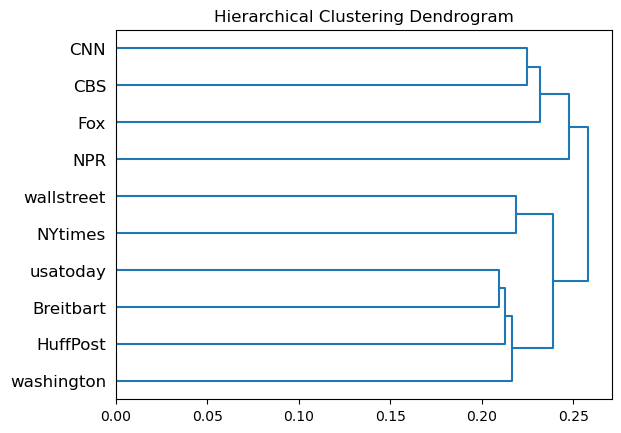 Hierarchical Clustering Dendrogram
CNN
CBS
Fox
NPR
wallstreet
NYtimes
usatoday
Breitbart
HuffPost
washington
0.00 0.05 0.10 0.15 0.20 0.25